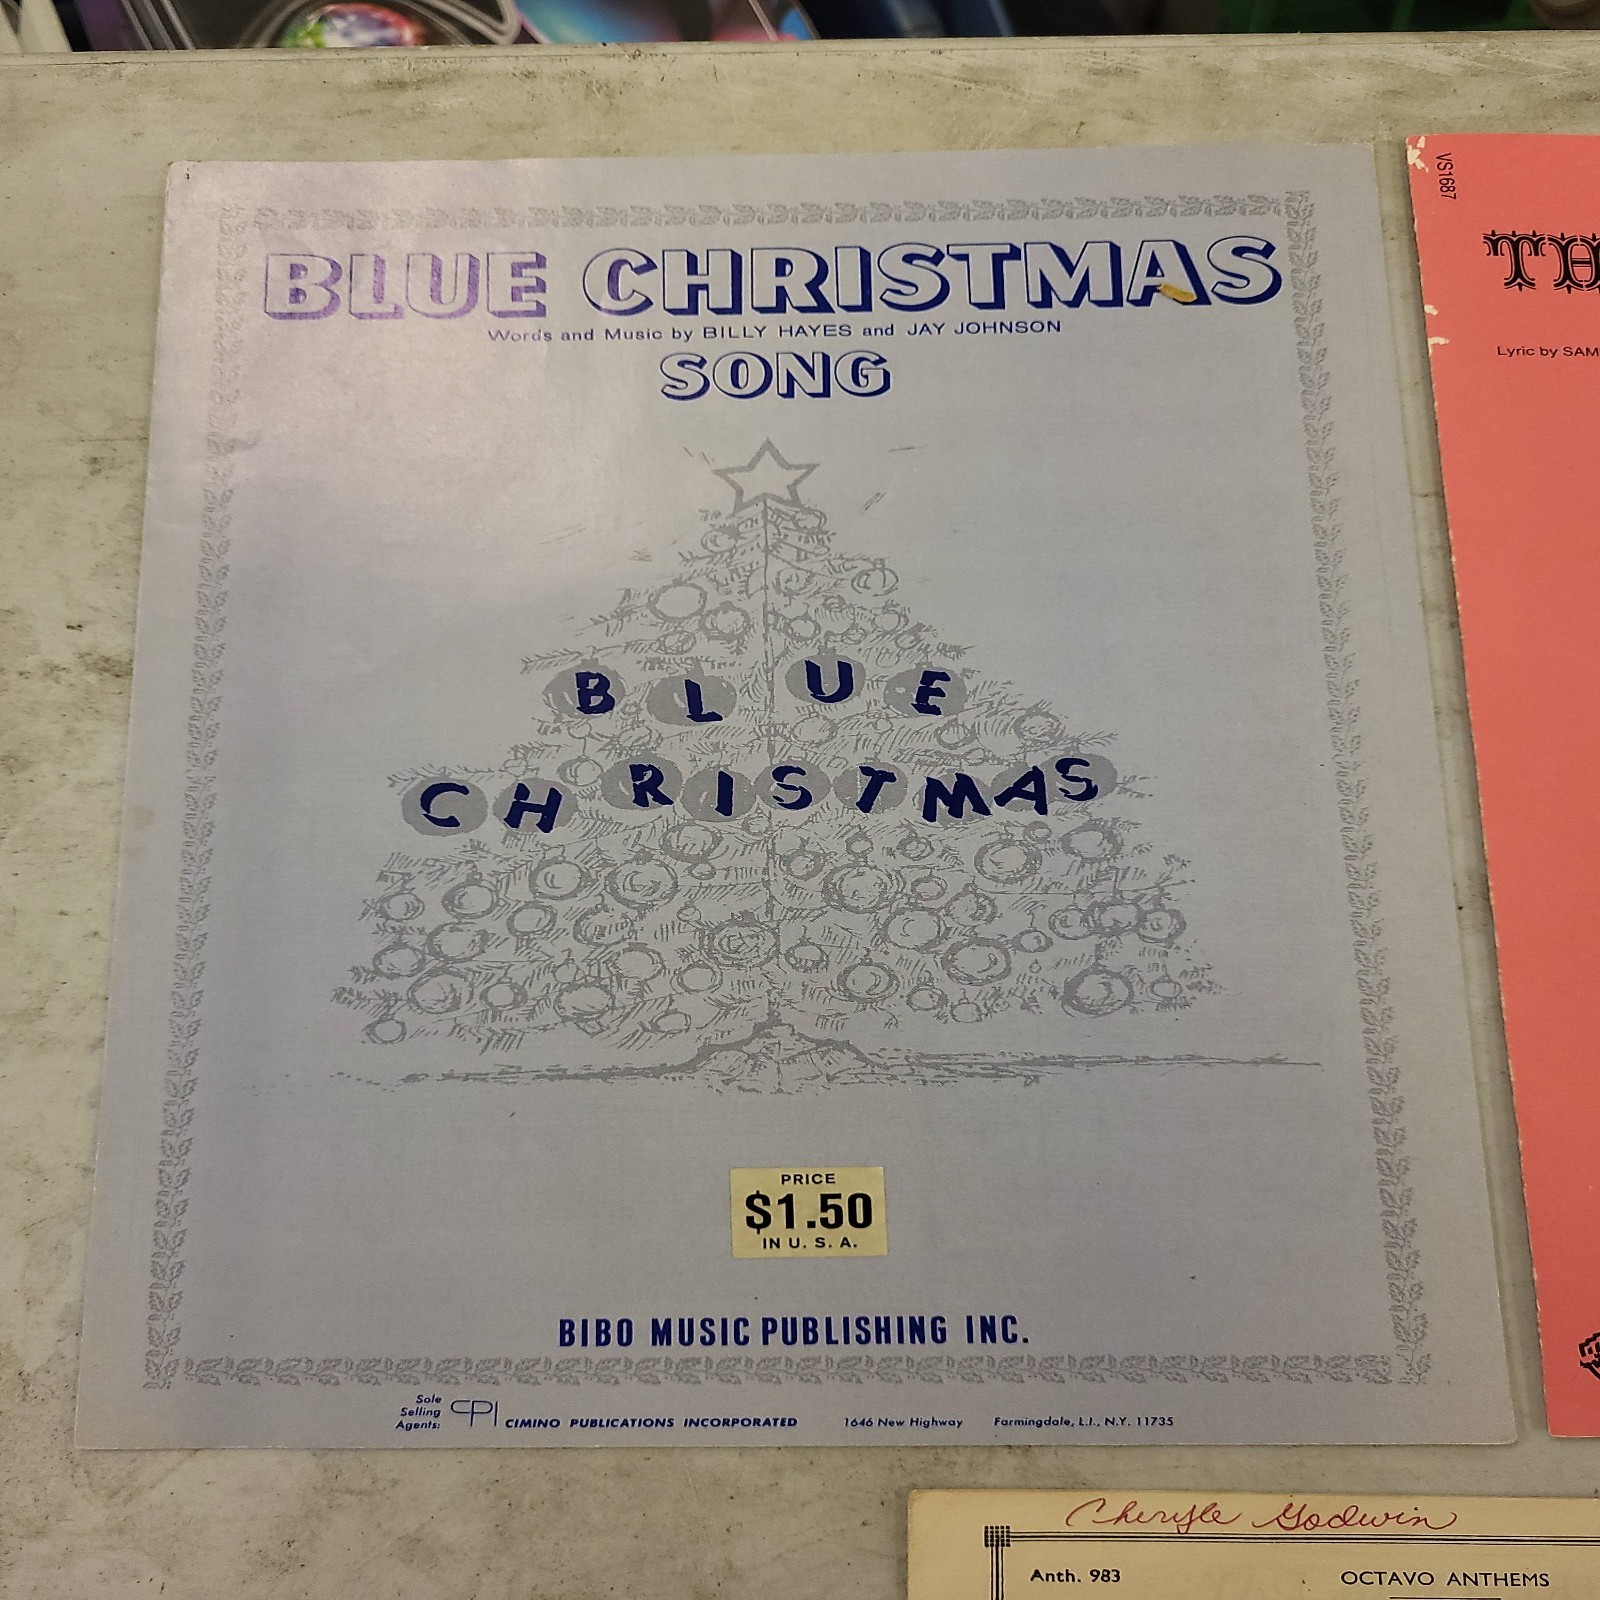 BLUE CHRISTMAS
Words and Music by BILLY HAYES and JAY JOHNSON
SONG
BLUE
CHRISTMAS
PRICE
$1.50
IN U. S. A.
BIBO MUSIC PUBLISHING INC.
Sole
Selling
Agents:
CPI CIMINO PUBLICATIONS INCORPORATED 1646 New Highway Farmingdale, L.I., N.Y. 11735
VS1687
TH
Lyric by SAM
Cheryle Godwin
Anth. 983 OCTAVO ANTHEMS